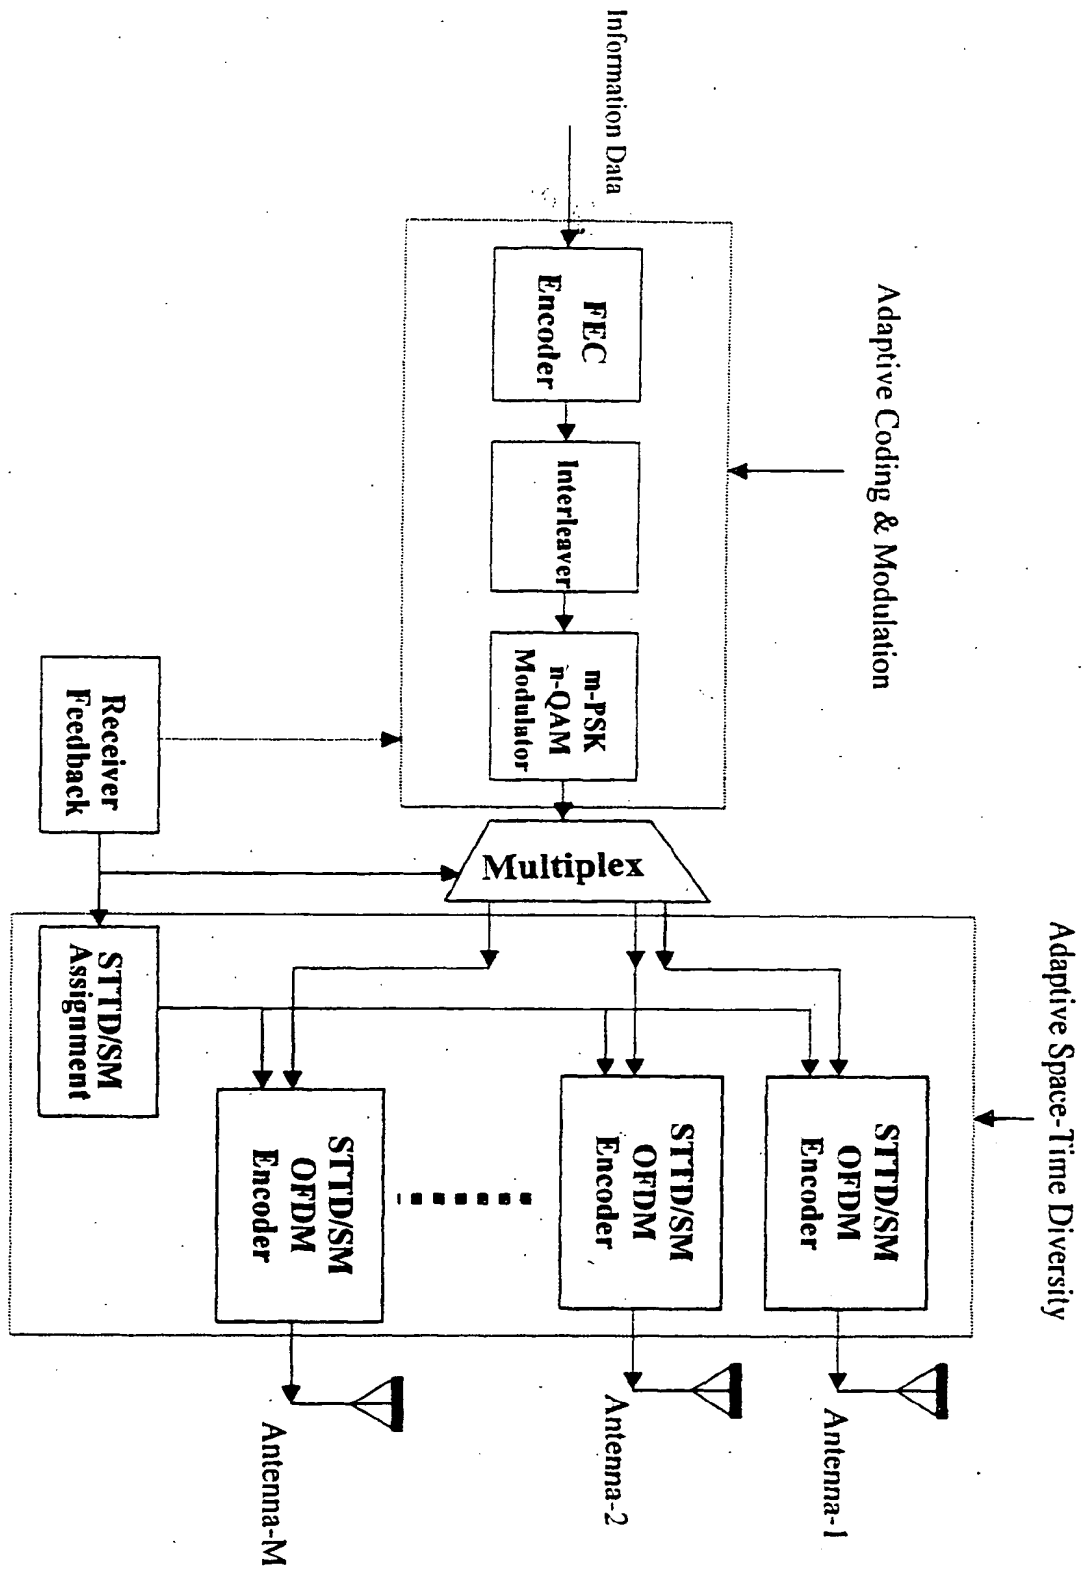 Adaptive Coding & Modulation
Adaptive Space-Time Diversity
Information Data
FEC
Encoder
Interleaver
m-PSK
n-QAM
Modulator
Multiplex
STTD/SM
OFDM
Encoder
Antenna-1
STTD/SM
OFDM
Encoder
Antenna-2
STTD/SM
OFDM
Encoder
Antenna-M
Receiver
Feedback
STTD/SM
Assignment